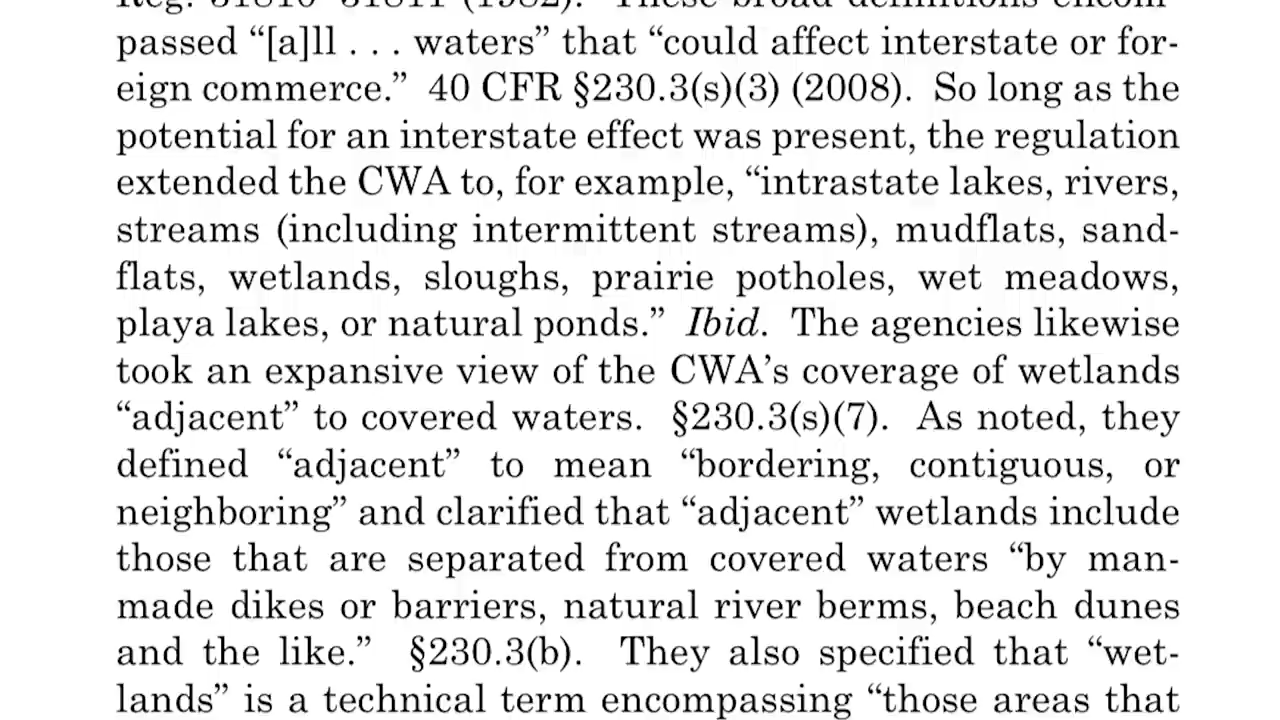 passed “[a]ll . . . waters” that “could affect interstate or for-
eign commerce.” 40 CFR §230.3(s)(3) (2008). So long as the
potential for an interstate effect was present, the regulation
extended the CWA to, for example, “intrastate lakes, rivers,
streams (including intermittent streams), mudflats, sand-
flats, wetlands, sloughs, prairie potholes, wet meadows,
playa lakes, or natural ponds.” Ibid. The agencies likewise
took an expansive view of the CWA’s coverage of wetlands
“adjacent” to covered waters. §230.3(s)(7). As noted, they
defined “adjacent” to mean “bordering, contiguous, or
neighboring” and clarified that “adjacent” wetlands include
those that are separated from covered waters “by man-
made dikes or barriers, natural river berms, beach dunes
and the like.” §230.3(b). They also specified that “wet-
lands” is a technical term encompassing “those areas that